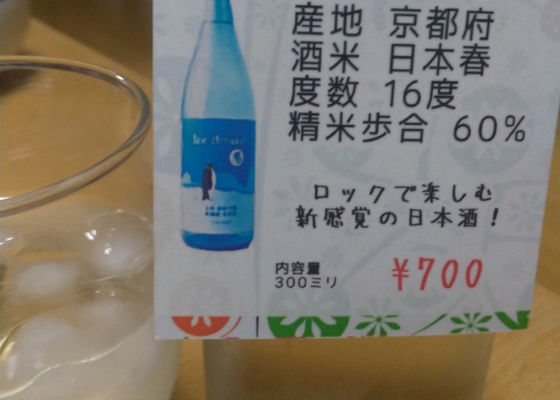 産地 京都府
酒米 日本春
度数 16度
精米歩合 60%
Ice Breaker
ロックで楽しむ
新感覚の日本酒!
内容量
300ミリ
¥700